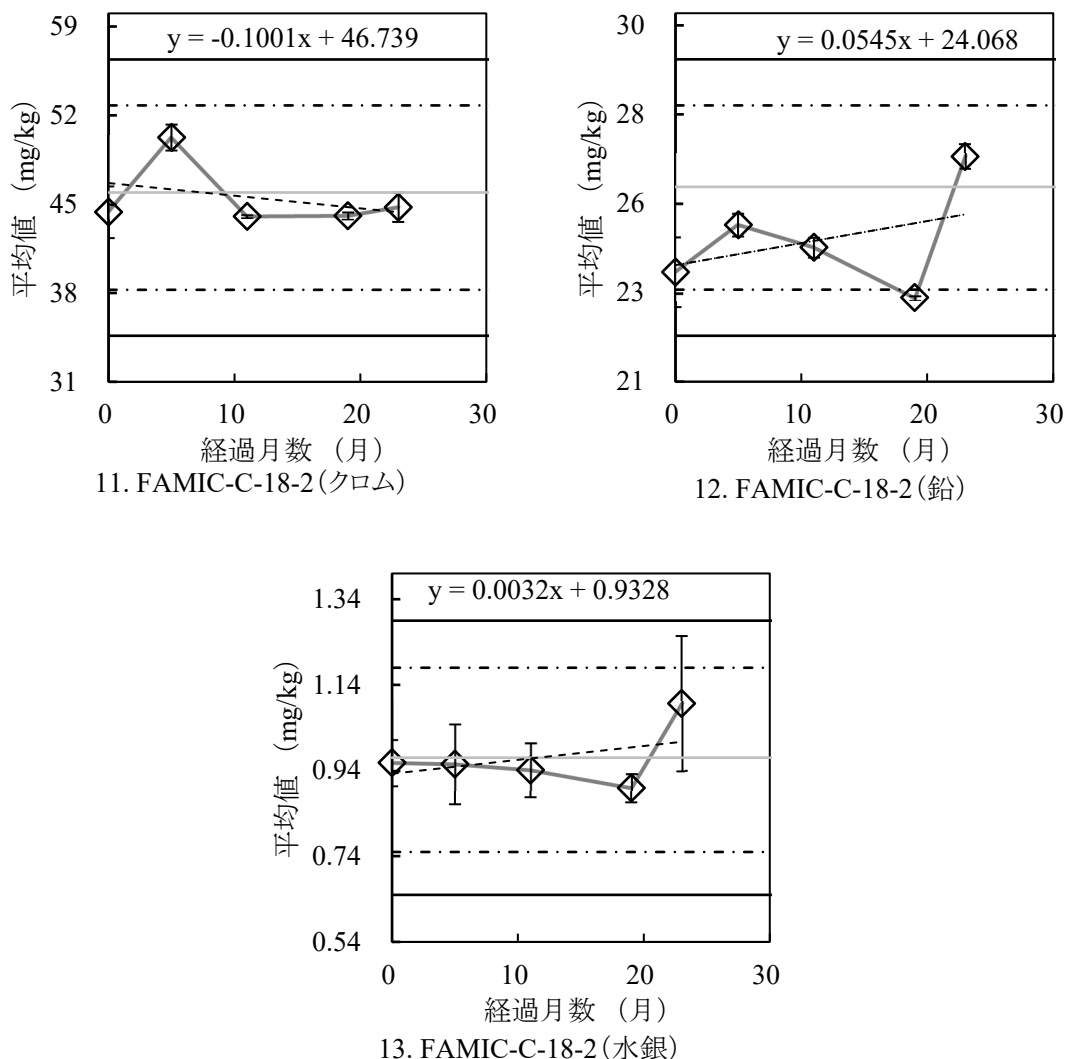 y = -0.1001x + 46.739
59
52
45
38
31
平均値 (mg/kg)
0 10 20 30
経過月数 (月)
11. FAMIC-C-18-2(クロム)
y = 0.0545x + 24.068
30
28
26
23
21
平均値 (mg/kg)
0 10 20 30
経過月数 (月)
12. FAMIC-C-18-2(鉛)
y = 0.0032x + 0.9328
1.34
1.14
0.94
0.74
0.54
平均値 (mg/kg)
0 10 20 30
経過月数 (月)
13. FAMIC-C-18-2(水銀)